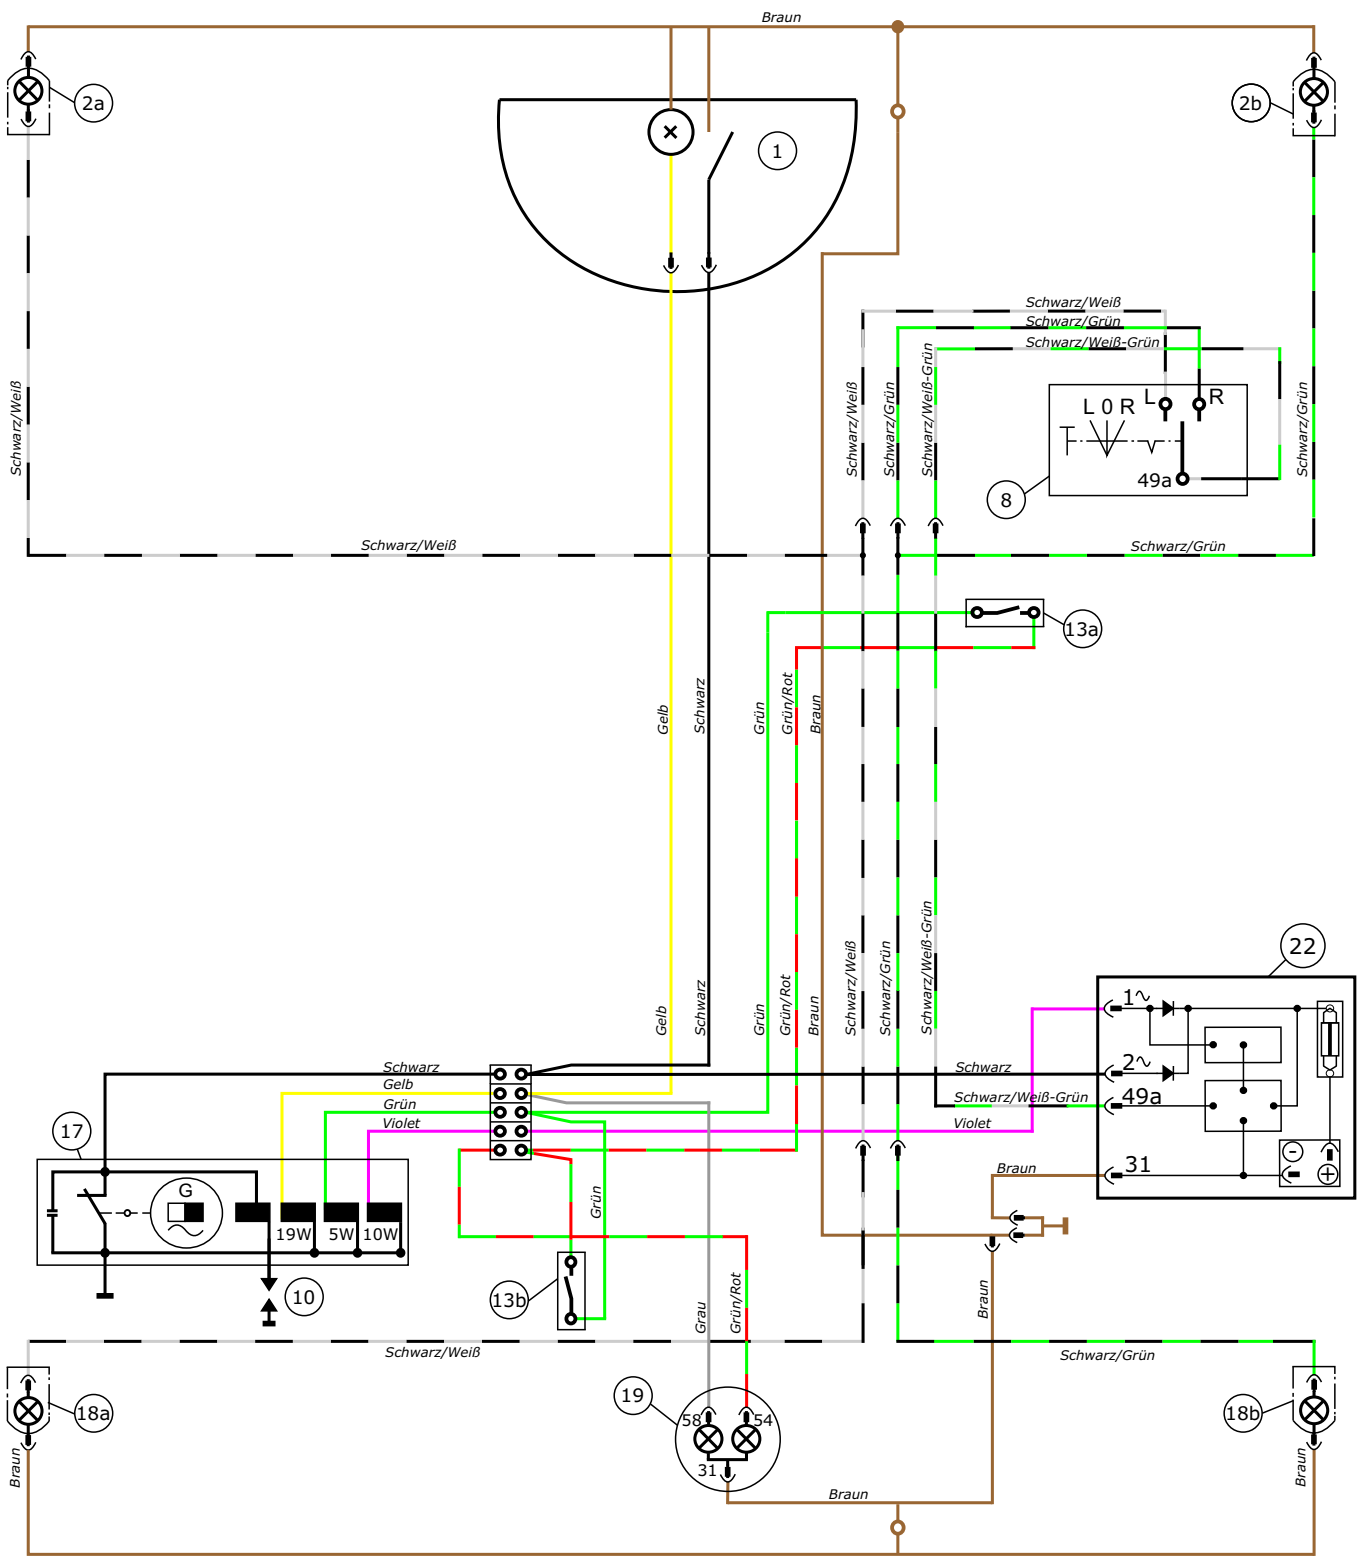 Braun
2a
2b
1
Schwarz/Weiß
Schwarz/Grün
Schwarz/Weiß-Grün
Schwarz/Weiß
Schwarz/Weiß
Schwarz/Grün
Schwarz/Weiß-Grün
Schwarz/Grün
L
R
L 0 R
49a
8
Schwarz/Weiß
Schwarz/Grün
13a
Gelb
Schwarz
Grün
Grün/Rot
Braun
Gelb
Schwarz
Grün
Grün/Rot
Braun
Schwarz/Weiß
Schwarz/Grün
Schwarz/Weiß-Grün
22
1~
2~
49a
31
-
+
Schwarz
Gelb
Grün
Violet
Schwarz
Schwarz/Weiß-Grün
Violet
Braun
17
G
19W
5W
10W
10
Grün
13b
Grau
Grün/Rot
Braun
Schwarz/Weiß
Schwarz/Grün
18a
19
58
54
31
18b
Braun
Braun
Braun